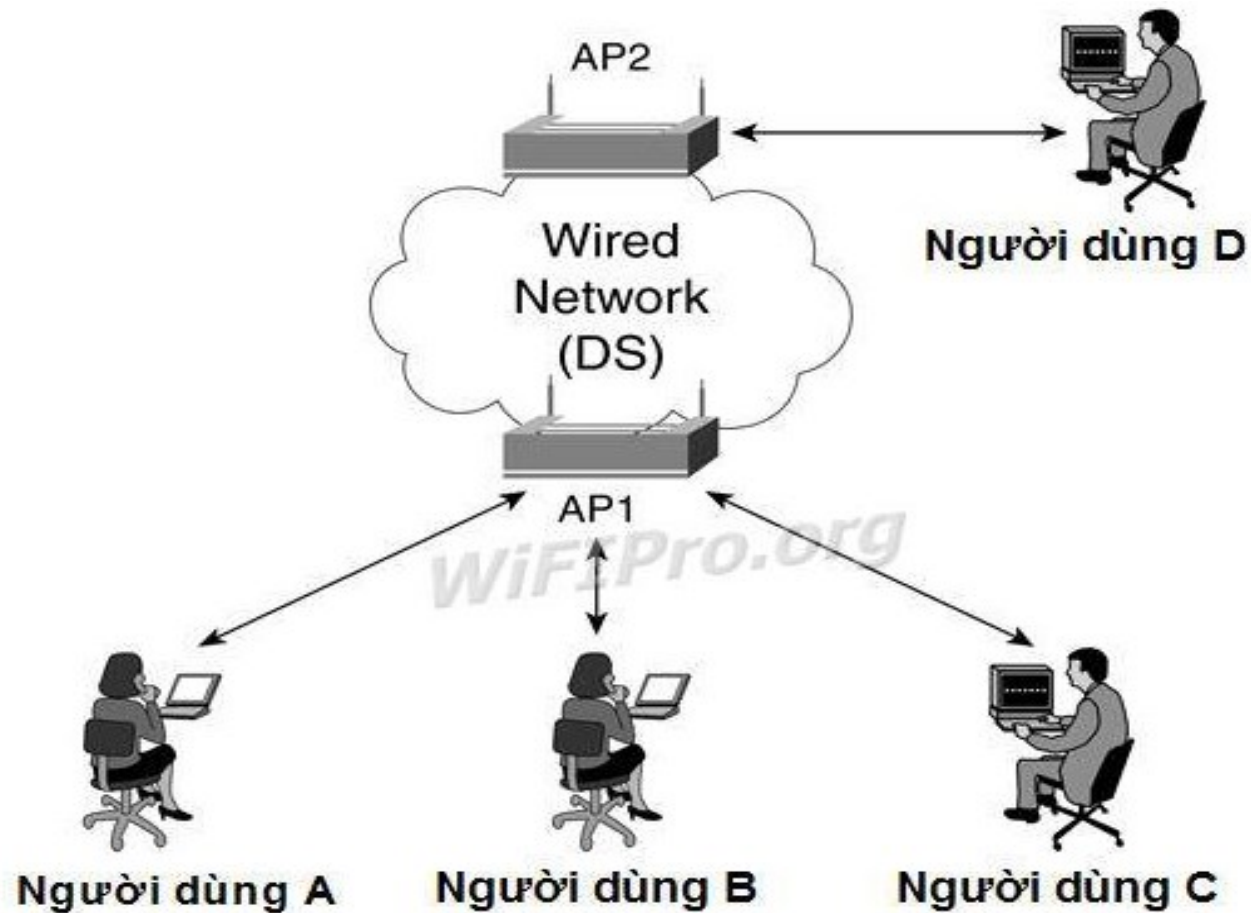 AP2
Người dùng D
Wired
Network
(DS)
AP1
WiFIPro.org
Người dùng A
Người dùng B
Người dùng C